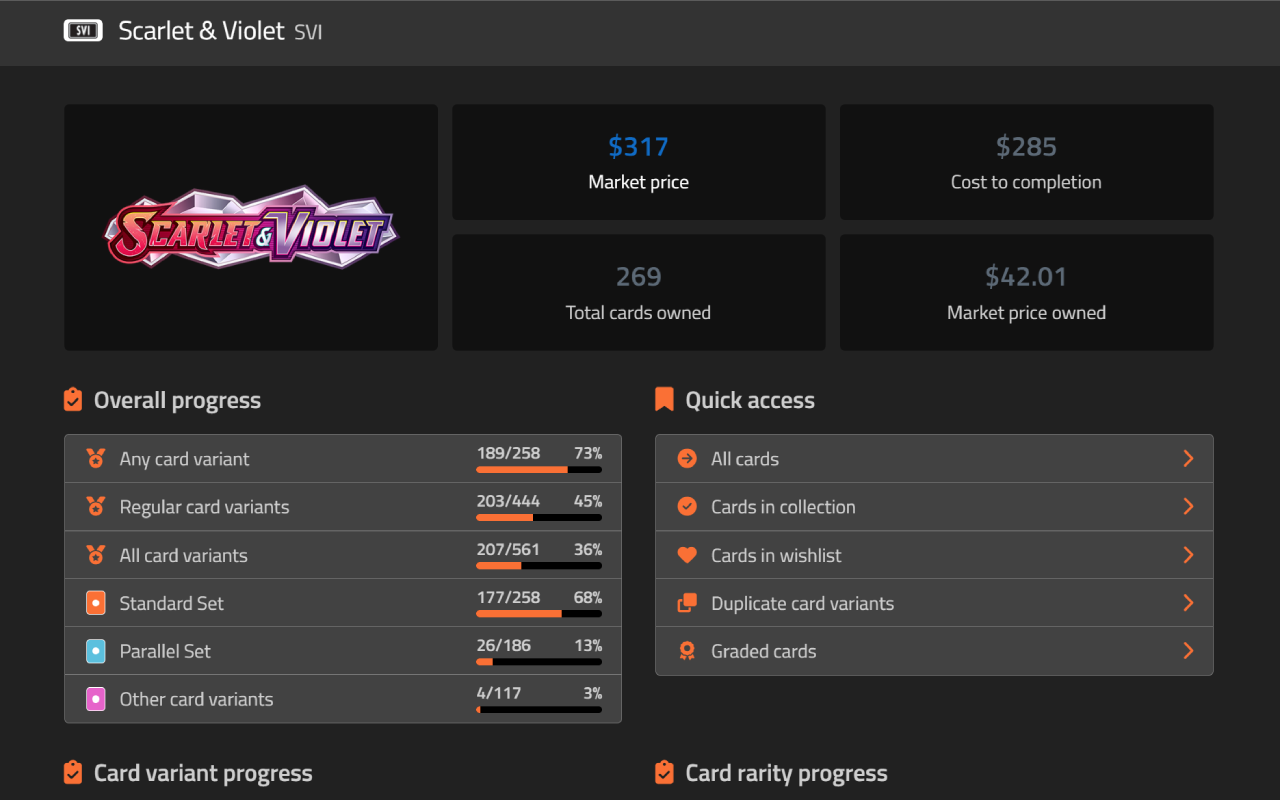 SVI Scarlet & Violet SVI
SCARLET & VIOLET
$317
Market price
$285
Cost to completion
269
Total cards owned
$42.01
Market price owned
Overall progress
Any card variant 189/258 73%
Regular card variants 203/444 45%
All card variants 207/561 36%
Standard Set 177/258 68%
Parallel Set 26/186 13%
Other card variants 4/117 3%
Quick access
All cards
Cards in collection
Cards in wishlist
Duplicate card variants
Graded cards
Card variant progress
Card rarity progress